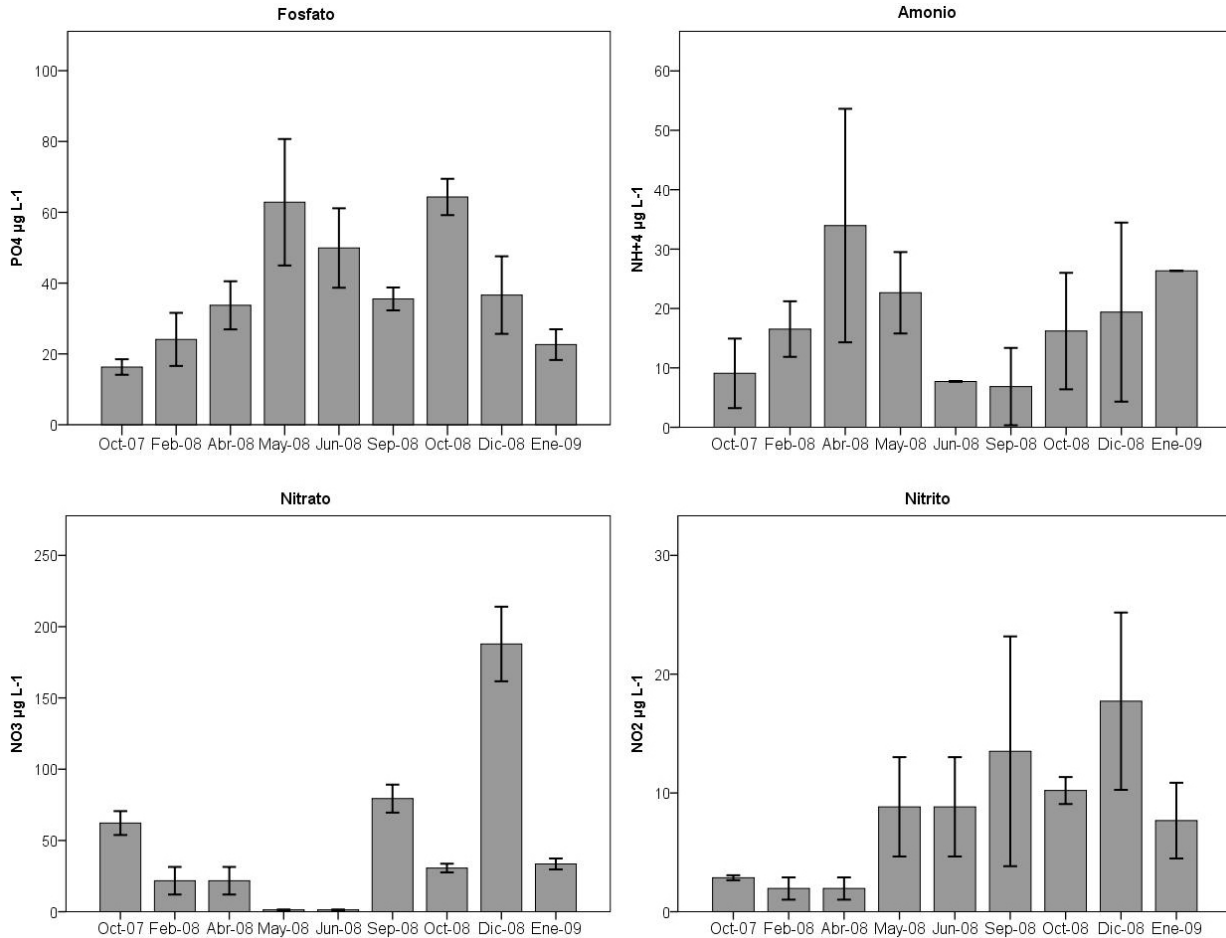 Fosfato
PO4 µg L-1
100
80
60
40
20
0
Oct-07 Feb-08 Abr-08 May-08 Jun-08 Sep-08 Oct-08 Dic-08 Ene-09
Amonio
NH+4 µg L-1
60
50
40
30
20
10
0
Oct-07 Feb-08 Abr-08 May-08 Jun-08 Sep-08 Oct-08 Dic-08 Ene-09
Nitrato
NO3 µg L-1
250
200
150
100
50
0
Oct-07 Feb-08 Abr-08 May-08 Jun-08 Sep-08 Oct-08 Dic-08 Ene-09
Nitrito
NO2 µg L-1
30
20
10
0
Oct-07 Feb-08 Abr-08 May-08 Jun-08 Sep-08 Oct-08 Dic-08 Ene-09